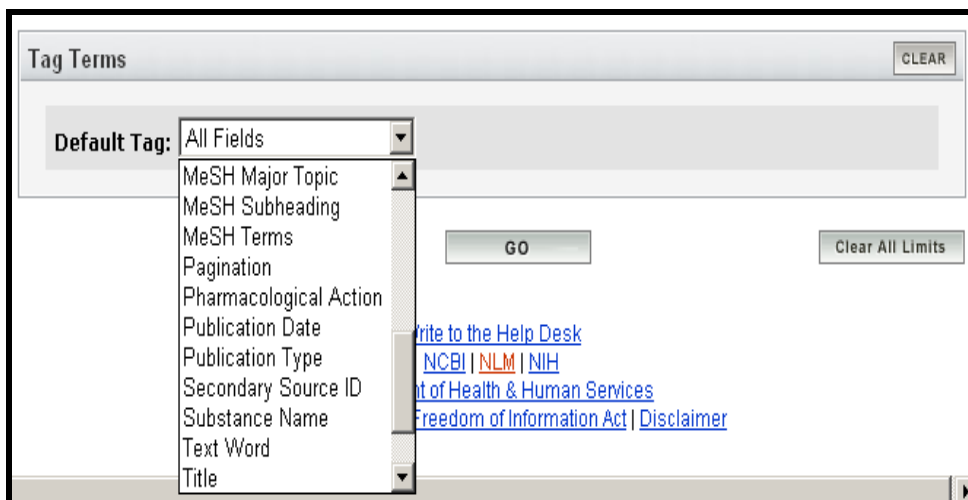 Tag Terms CLEAR
Default Tag: All Fields
MeSH Major Topic
MeSH Subheading
MeSH Terms
GO Clear All Limits
Pagination
Pharmacological Action
Publication Date
to the Help Desk
Publication Type
NCBI | NLM | NIH
Secondary Source ID
of Health & Human Services
Substance Name
Freedom of Information Act | Disclaimer
Text Word
Title